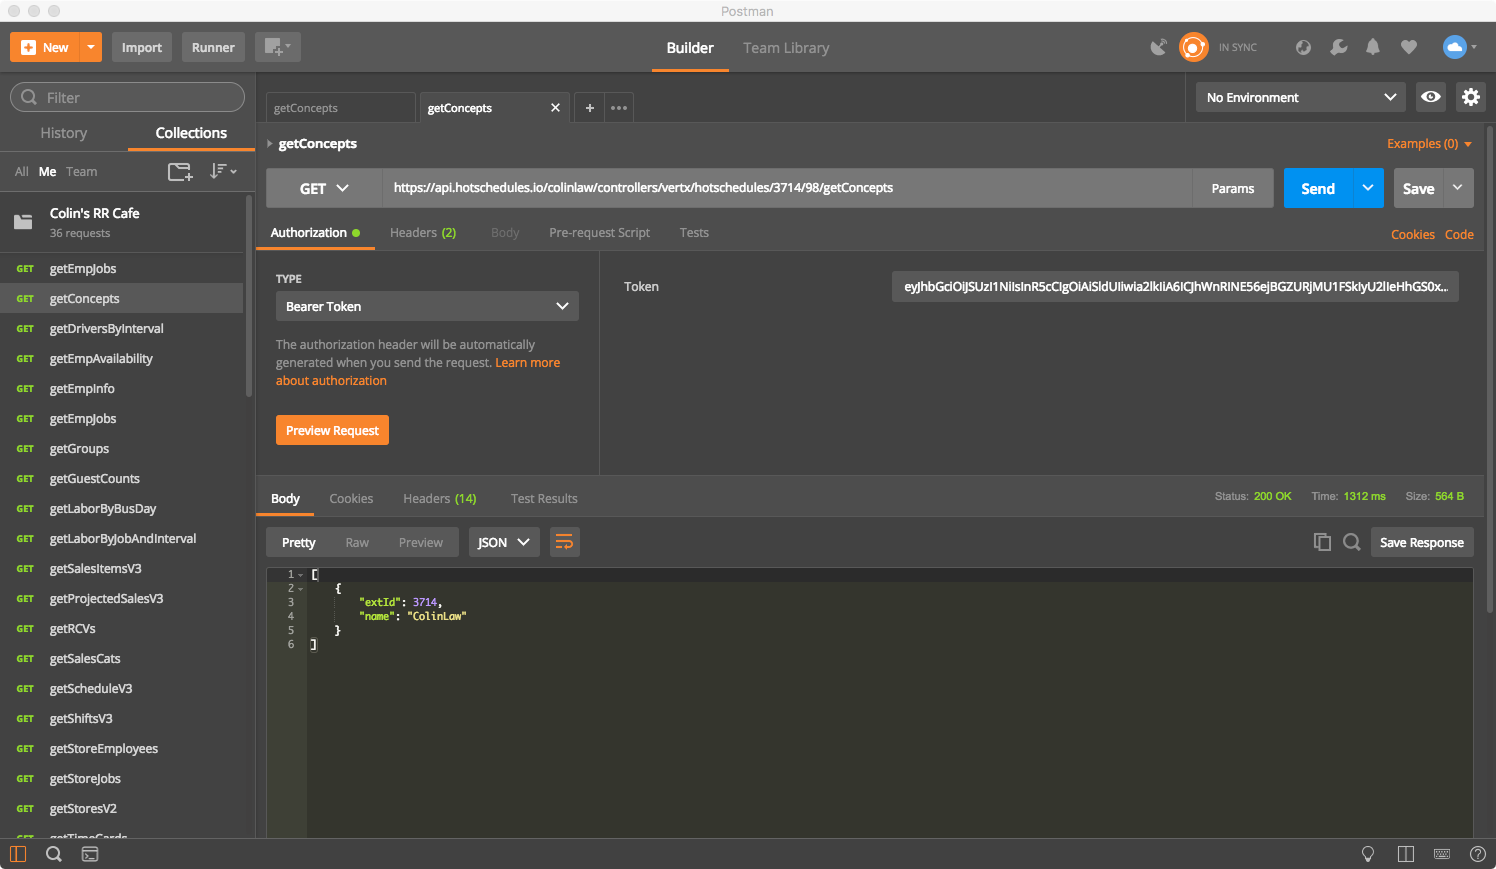 Postman
New
Import
Runner
Builder
Team Library
IN SYNC
Filter
History
Collections
All Me Team
Colin's RR Cafe
36 requests
GET getEmpJobs
GET getConcepts
GET getDriversByInterval
GET getEmpAvailability
GET getEmpInfo
GET getEmpJobs
GET getGroups
GET getGuestCounts
GET getLaborByBusDay
GET getLaborByJobAndInterval
GET getSalesItemsV3
GET getProjectedSalesV3
GET getRCVs
GET getSalesCats
GET getScheduleV3
GET getShiftsV3
GET getStoreEmployees
GET getStoreJobs
GET getStoresV2
GET getTimeCards
getConcepts
getConcepts
No Environment
getConcepts
Examples (0)
GET
https://api.hotschedules.io/colinlaw/controllers/vertx/hotschedules/3714/98/getConcepts
Params
Send
Save
Authorization
Headers (2)
Body
Pre-request Script
Tests
Cookies Code
TYPE
Bearer Token
The authorization header will be automatically
generated when you send the request. Learn more
about authorization
Preview Request
Token
Body
Cookies
Headers (14)
Test Results
Status: 200 OK
Time: 1312 ms
Size: 564 B
Pretty
Raw
Preview
JSON
Save Response
1 [
2 {
3 "extId": 3714,
4 "name": "ColinLaw"
5 }
6 ]